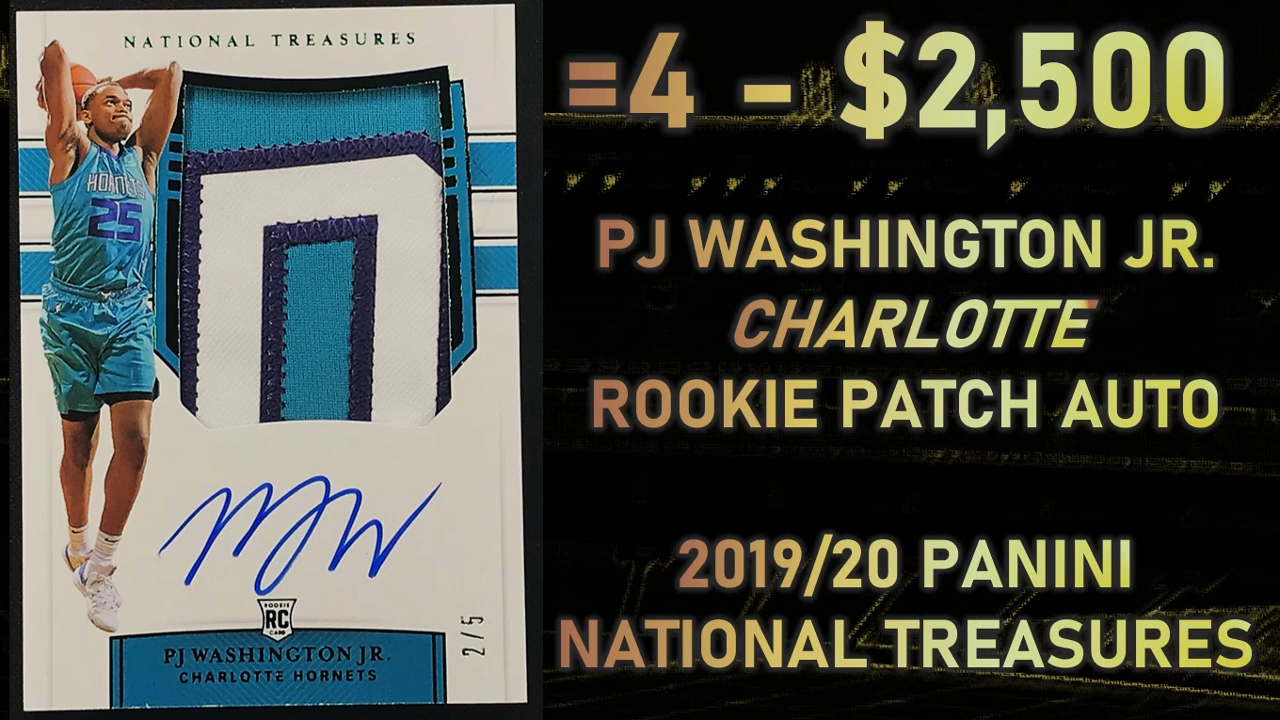 NATIONAL TREASURES
HORNETS
25
ROOKIE
RC
CARD
2/5
PJ WASHINGTON JR.
CHARLOTTE HORNETS
=4 – $2,500
PJ WASHINGTON JR.
CHARLOTTE
ROOKIE PATCH AUTO
2019/20 PANINI
NATIONAL TREASURES